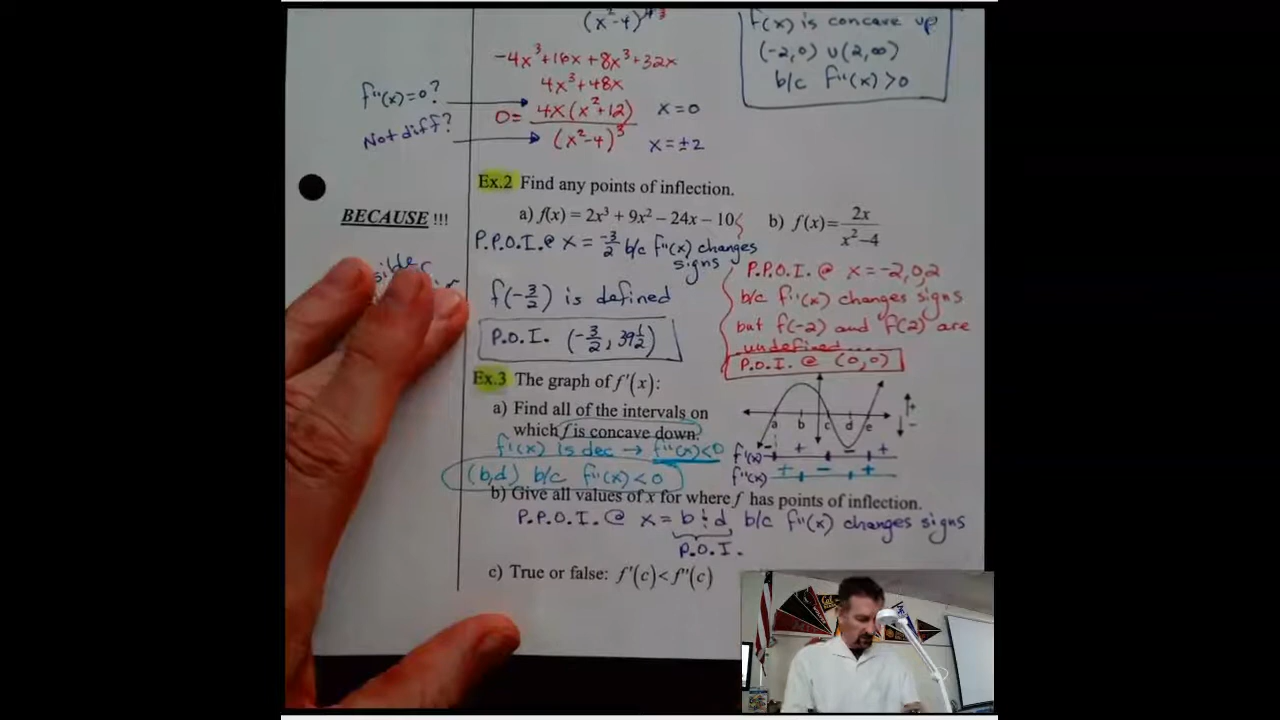 (x²-4)⁴ ³
f(x) is concave up
(-2,0) ∪ (2,∞)
b/c f''(x) > 0
-4x³+16x+8x³+32x
4x³+48x
f''(x)=0?
0= 4x(x²+12) x=0
Not diff?
(x²-4)³ x=±2
Ex.2 Find any points of inflection.
BECAUSE !!!
a) f(x) = 2x³ + 9x² – 24x – 10
b) f(x)= 2x / x²–4
P.P.O.I. @ x = -3/2 b/c f''(x) changes
signs
f(-3/2) is defined
P.O.I. (-3/2, 39 1/2)
P.P.O.I. @ x = -2,0,2
b/c f''(x) changes signs
but f(-2) and f(2) are
undefined...
P.O.I. @ (0,0)
Ex.3 The graph of f'(x):
a) Find all of the intervals on
which f is concave down.
f'(x) is dec → f''(x)<0
(b,d) b/c f''(x) < 0
a b c d e
+
-
f'(x) - + - +
f''(x) + - +
b) Give all values of x for where f has points of inflection.
P.P.O.I. @ x = b & d, b/c f''(x) changes signs
P.O.I.
c) True or false: f'(c) < f''(c)
Cal